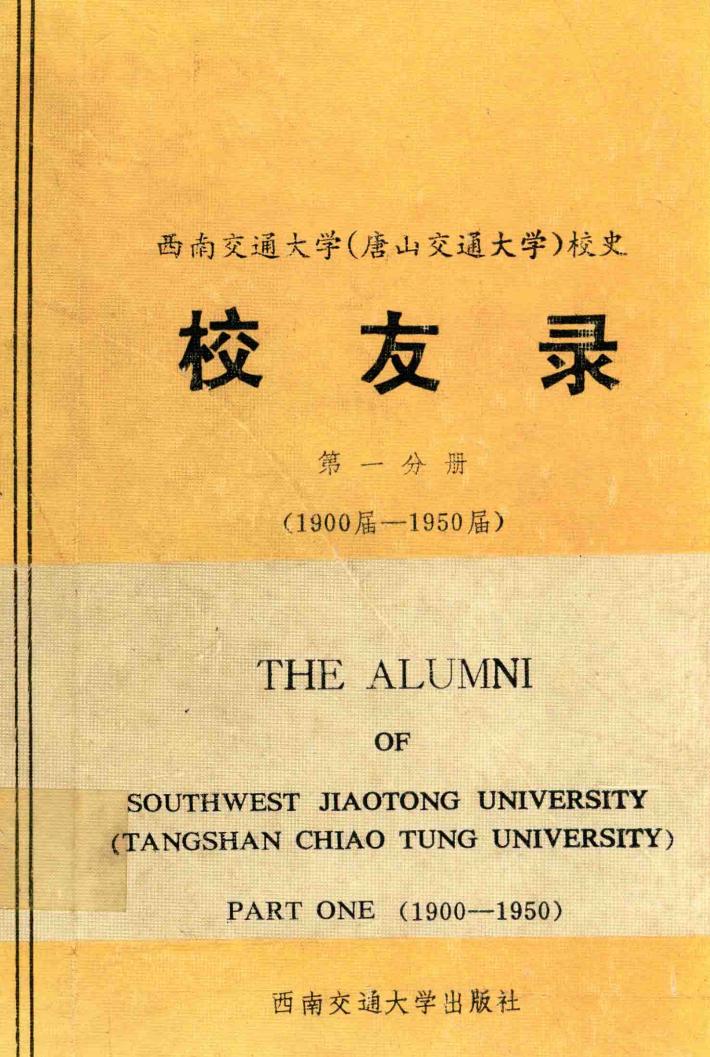 西南交通大学(唐山交通大学)校史
校 友 录
第 一 分 册
(1900届—1950届)
THE ALUMNI
OF
SOUTHWEST JIAOTONG UNIVERSITY
(TANGSHAN CHIAO TUNG UNIVERSITY)
PART ONE (1900—1950)
西南交通大学出版社